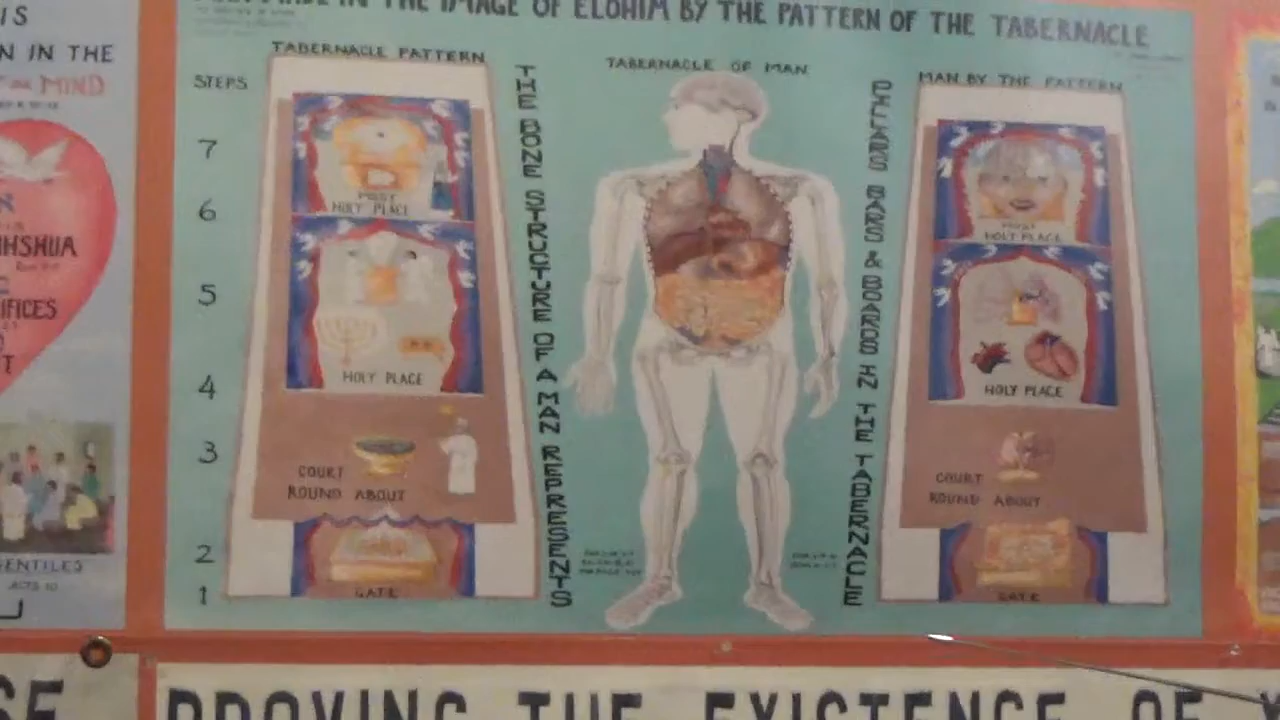 IN THE IMAGE OF ELOHIM BY THE PATTERN OF THE TABERNACLE
IS
N IN THE
MIND
HSHUA
IFICES
T
GENTILES
ACTS 10
TABERNACLE PATTERN
STEPS
7
6
5
4
3
2
1
MOST
HOLY PLACE
HOLY PLACE
COURT
ROUND ABOUT
GATE
THE BONE STRUCTURE OF A MAN REPRESENTS
TABERNACLE OF MAN
PILLARS BARS & BOARDS IN THE TABERNACLE
MAN BY THE PATTERN
MOST
HOLY PLACE
HOLY PLACE
COURT
ROUND ABOUT
GATE
SE
PROVING THE EXISTENCE OF